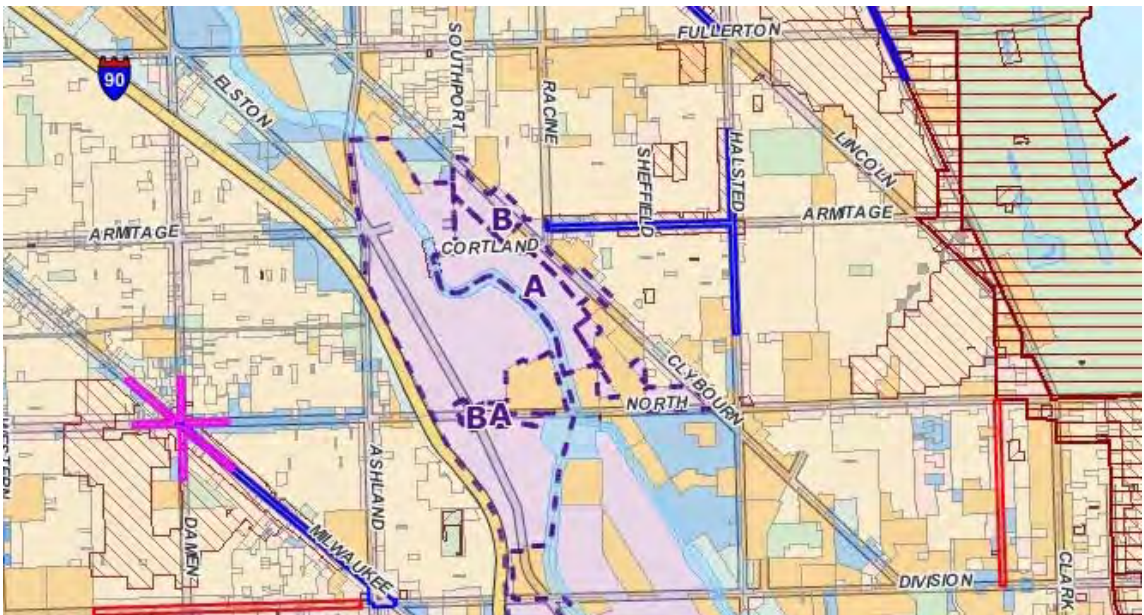 FULLERTON
SOUTHPORT
90
ELSTON
RACINE
HALSTED
SHEFFIELD
LINCOLN
ARMITAGE
B
CORTLAND
ARMITAGE
A
CLYBOURN
NORTH
BA
WESTERN
ASHLAND
DAMEN
MILWAUKEE
DIVISION
CLARK